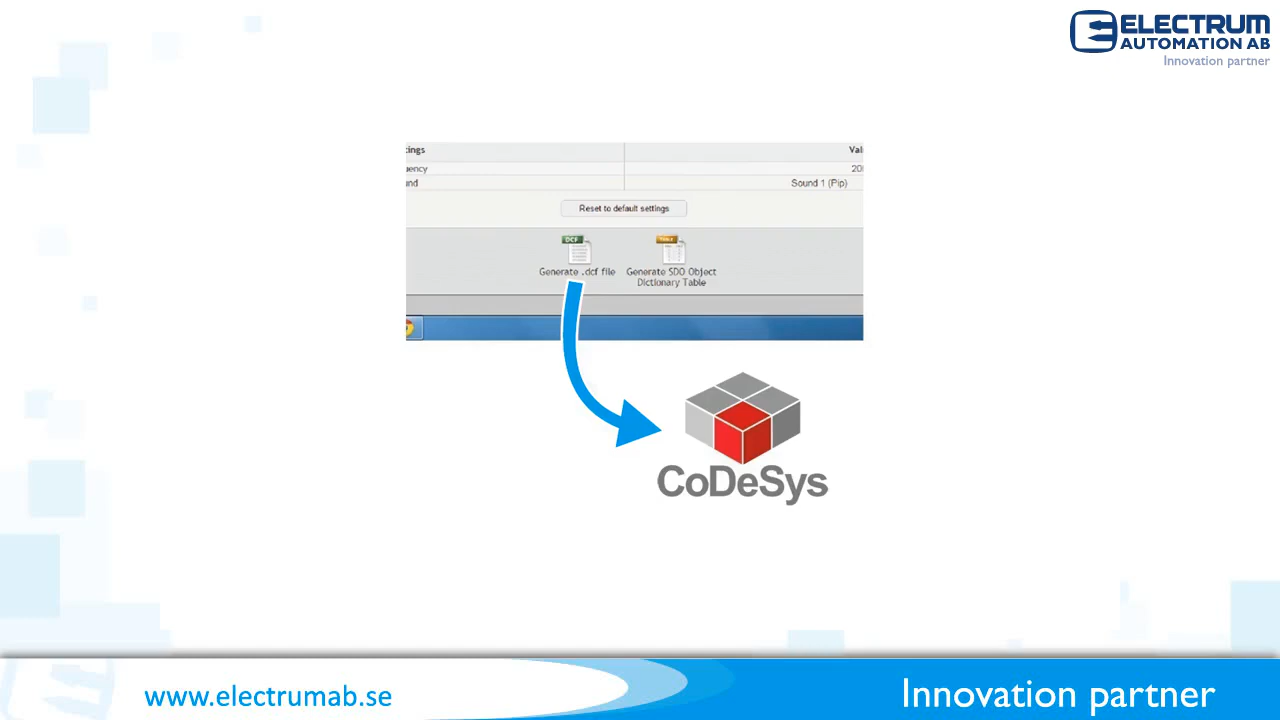 ELECTRUM
AUTOMATION AB
Innovation partner
Sound 1 (Pip)
Reset to default settings
DCF
TABLE
Generate .dcf file
Generate SDO Object
Dictionary Table
CoDeSys
www.electrumab.se
Innovation partner